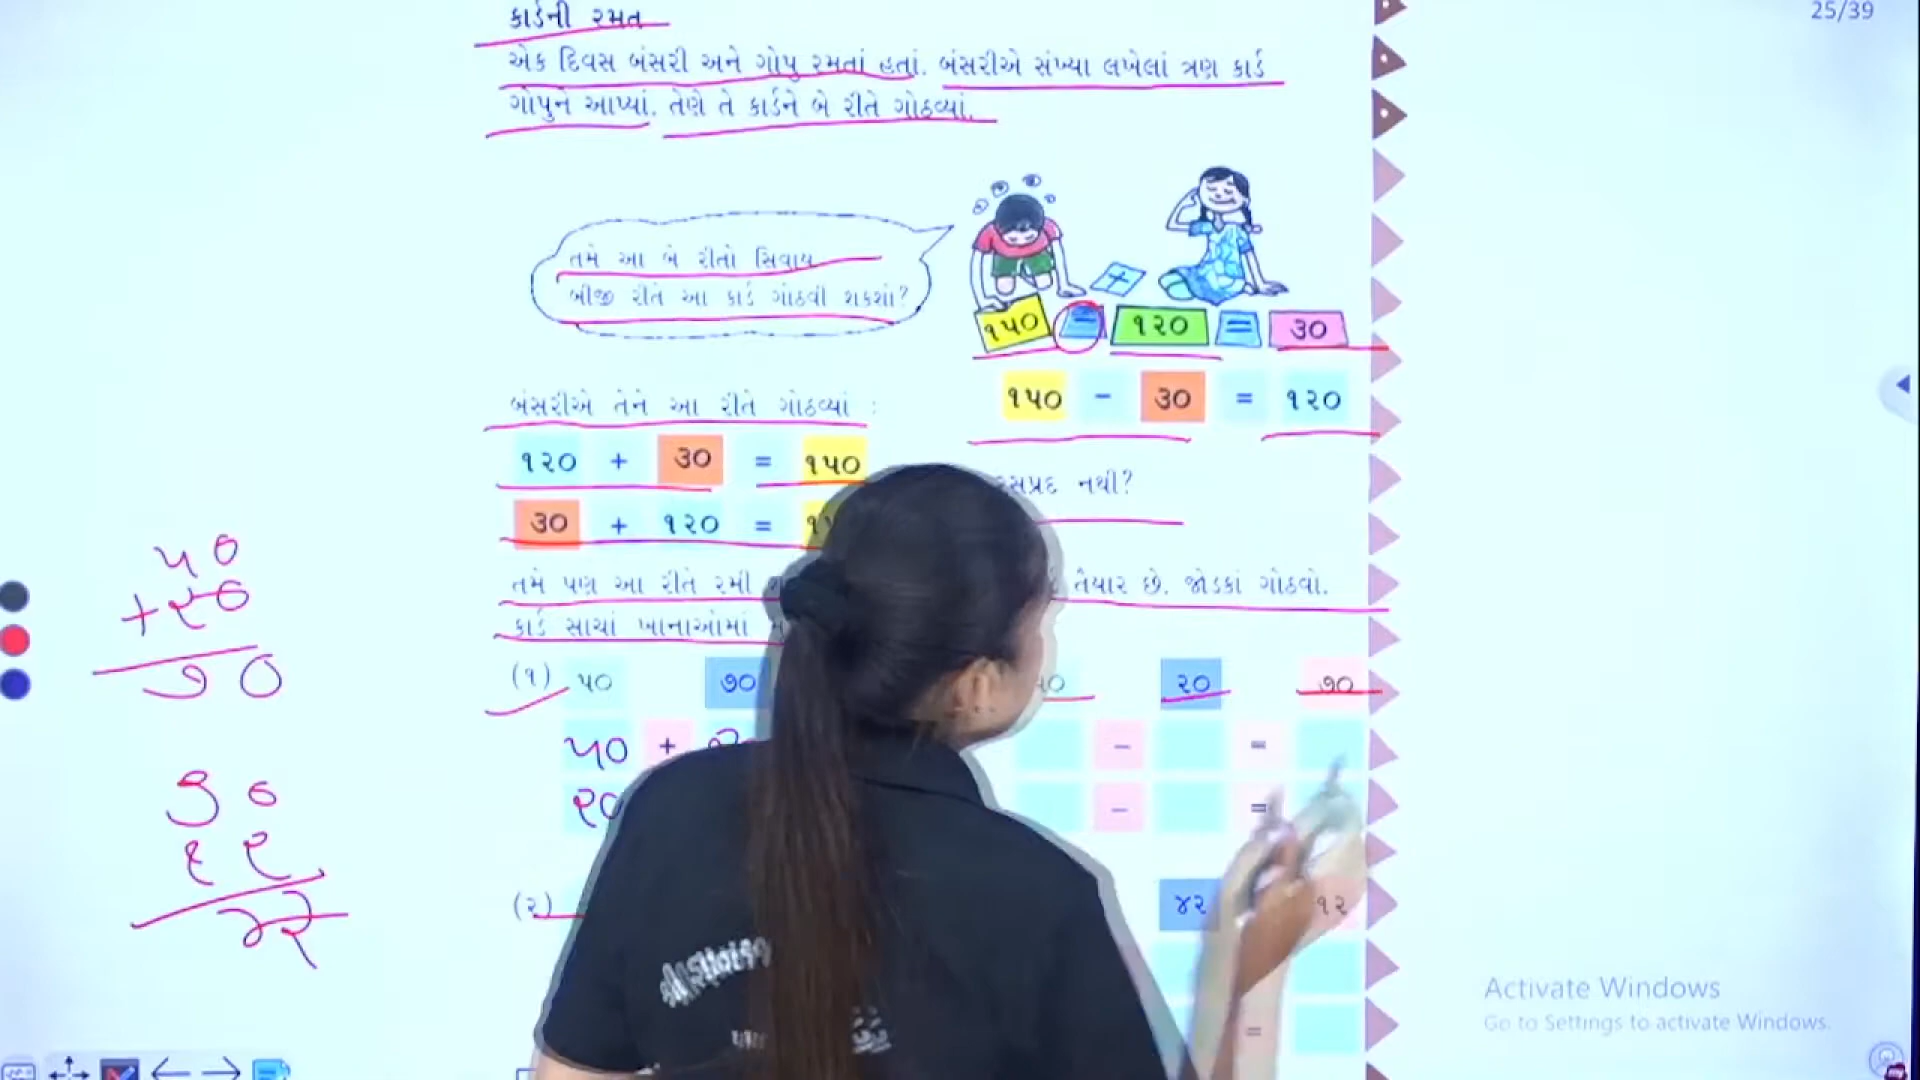 25/39
કાર્ડની રમત
એક દિવસ બંસરી અને ગોપુ રમતાં હતાં. બંસરીએ સંખ્યા લખેલાં ત્રણ કાર્ડ
ગોપુને આપ્યાં. તેણે તે કાર્ડને બે રીતે ગોઠવ્યાં.
તમે આ બે રીતો સિવાય
બીજી રીતે આ કાર્ડ ગોઠવી શકશો?
+
૧૫૦ = ૧૨૦ = ૩૦
૧૫૦ - ૩૦ = ૧૨૦
બંસરીએ તેને આ રીતે ગોઠવ્યાં :
૧૨૦ + ૩૦ = ૧૫૦
નથી?
૩૦ + ૧૨૦ =
તમે પણ આ રીતે રમી તૈયાર છે. જોડકાં ગોઠવો.
કાર્ડ સાચાં ખાનાઓમાં
(૧) ૫૦ ૭૦ ૨૦ ૭૦
૫૦ + - =
૨૦ - =
(૨) ૪૨ ૧૨
=
૫૦
+૨૦
૭૦
૩૦
૧૨
૪૨
Activate Windows
Go to Settings to activate Windows.